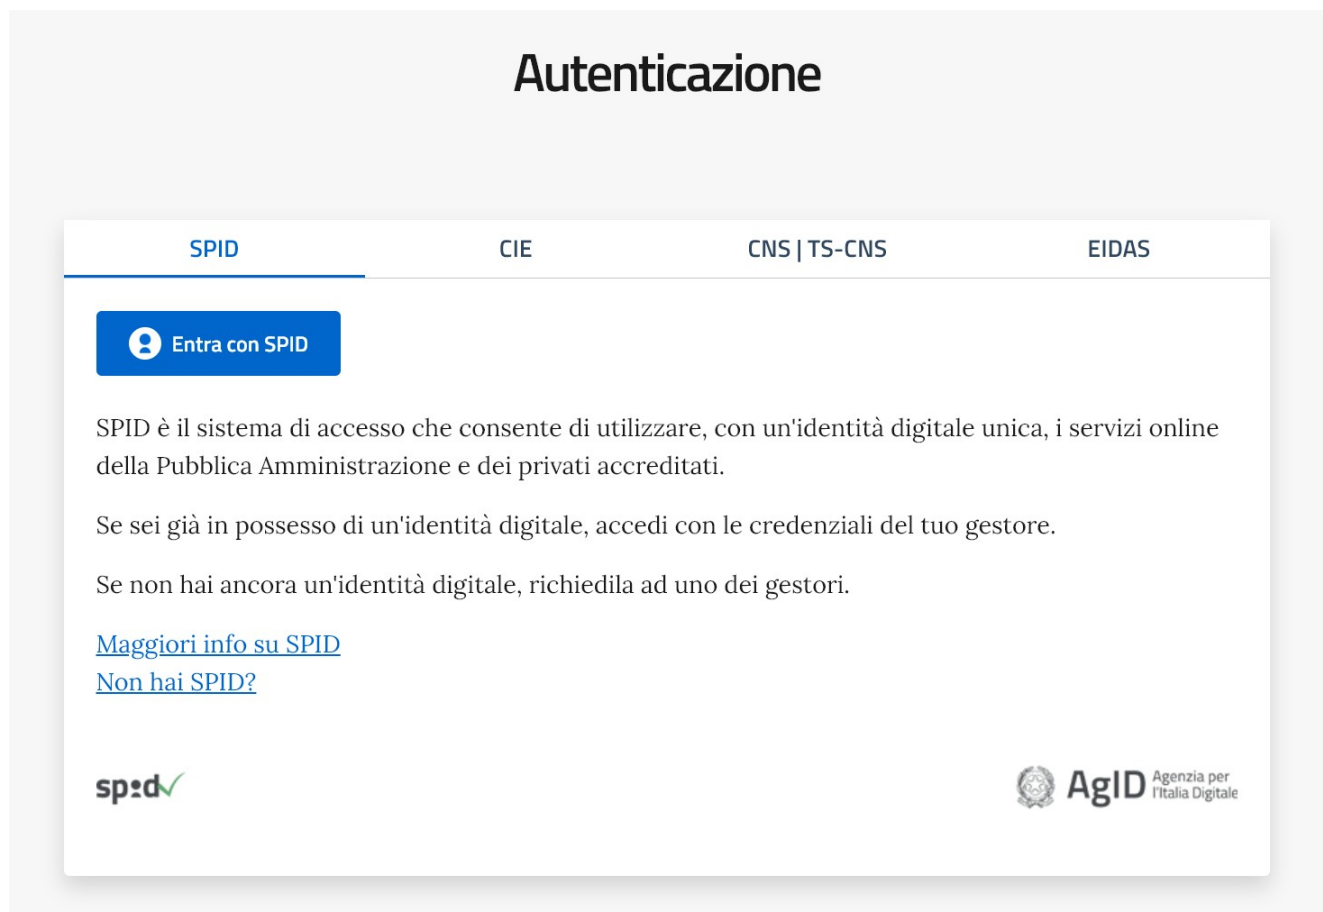 Autenticazione
SPID
CIE
CNS | TS-CNS
EIDAS
Entra con SPID
SPID è il sistema di accesso che consente di utilizzare, con un'identità digitale unica, i servizi online
della Pubblica Amministrazione e dei privati accreditati.
Se sei già in possesso di un'identità digitale, accedi con le credenziali del tuo gestore.
Se non hai ancora un'identità digitale, richiedila ad uno dei gestori.
Maggiori info su SPID
Non hai SPID?
spid
AgID Agenzia per
l'Italia Digitale